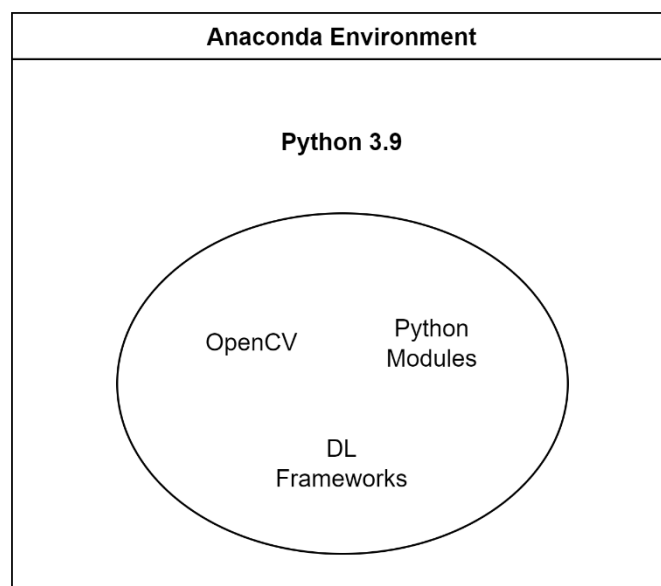 Anaconda Environment
Python 3.9
OpenCV
Python
Modules
DL
Frameworks